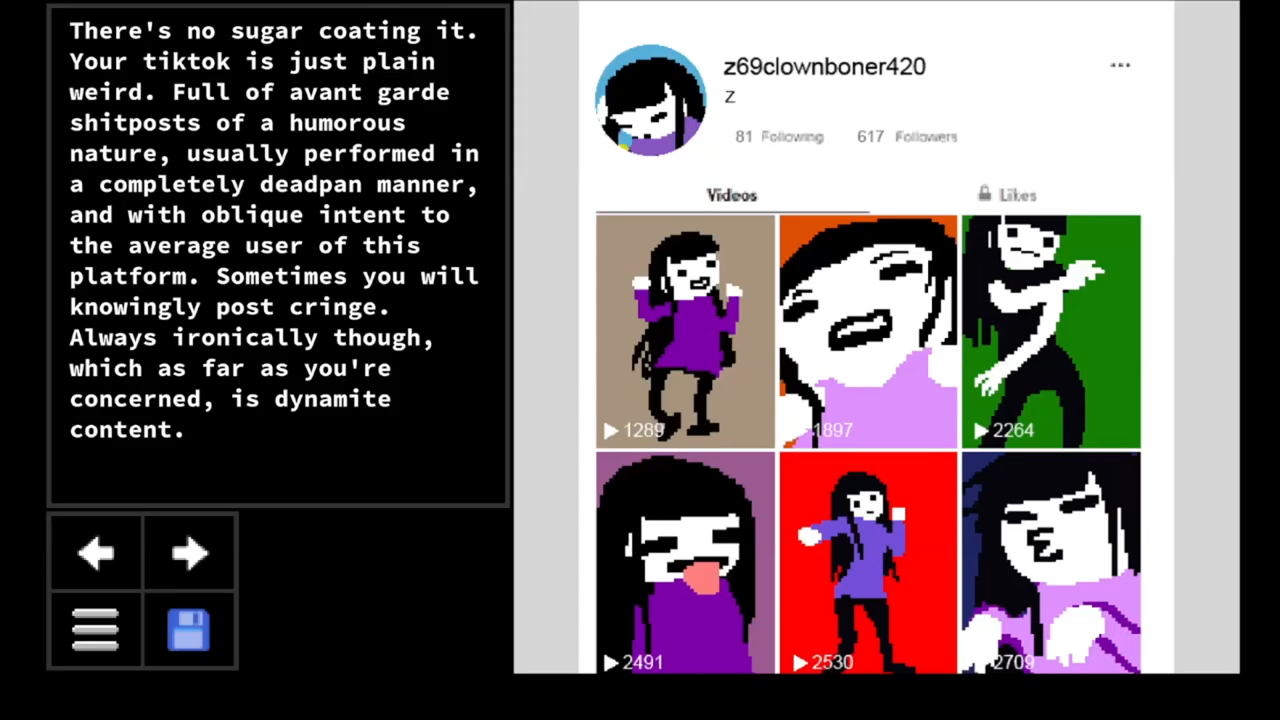 There's no sugar coating it.
Your tiktok is just plain
weird. Full of avant garde
shitposts of a humorous
nature, usually performed in
a completely deadpan manner,
and with oblique intent to
the average user of this
platform. Sometimes you will
knowingly post cringe.
Always ironically though,
which as far as you're
concerned, is dynamite
content.
z69clownboner420
Z
81 Following 617 Followers
Videos Likes
1289 1897 2264
2491 2530 2709